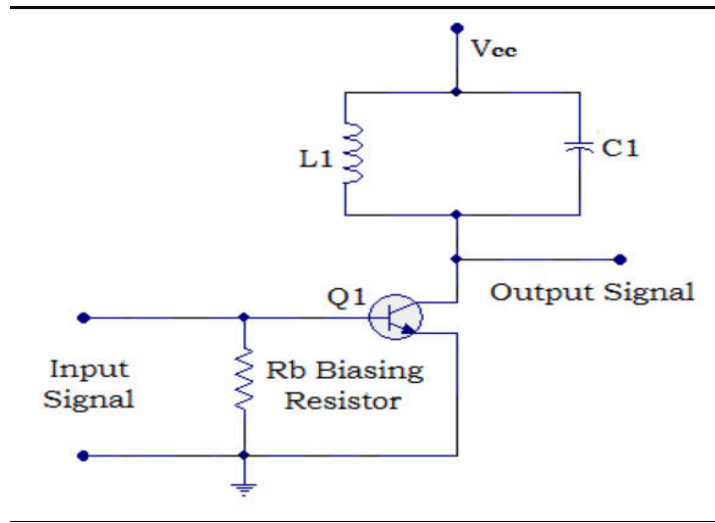 Vcc
L1
C1
Q1
Output Signal
Input
Signal
Rb Biasing
Resistor